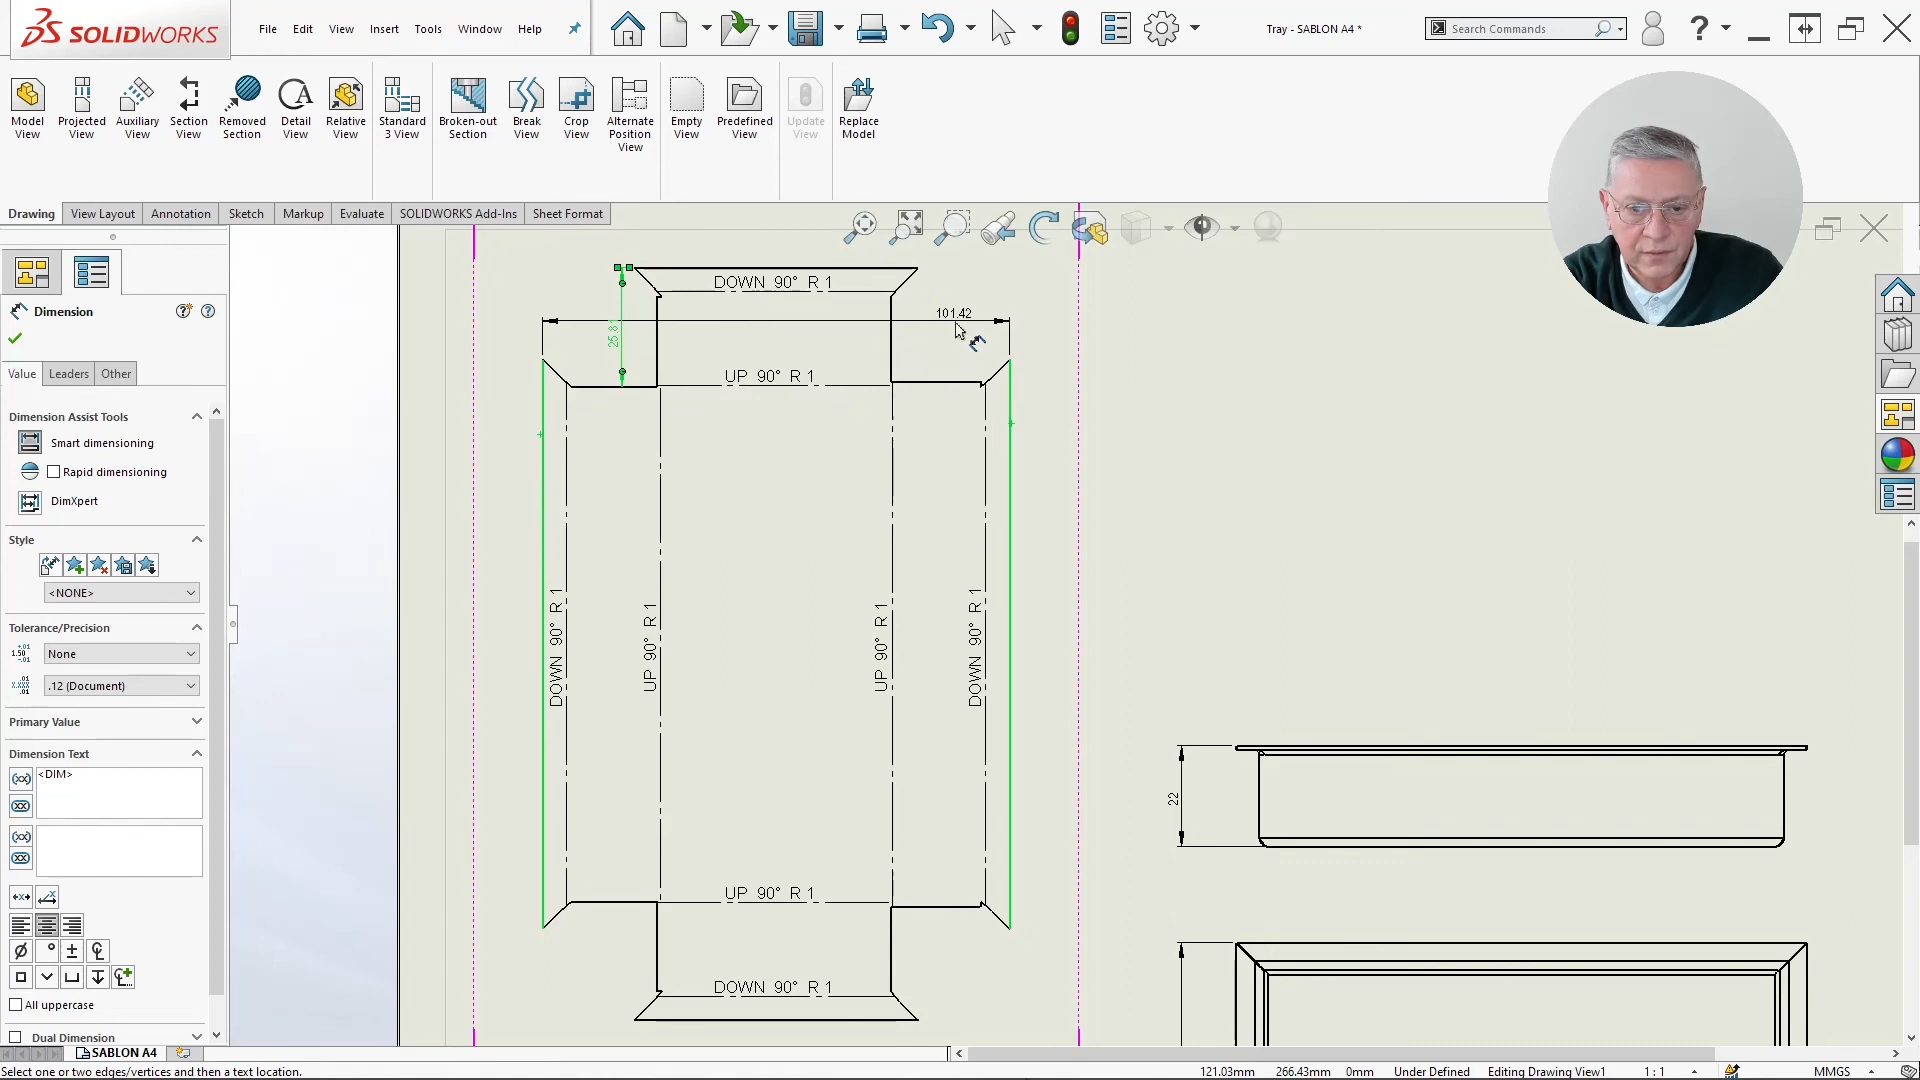 SOLIDWORKS
File Edit View Insert Tools Window Help
Tray - SABLON A4 *
Search Commands
Model View
Projected View
Auxiliary View
Section View
Removed Section
Detail View
Relative View
Standard 3 View
Broken-out Section
Break View
Crop View
Alternate Position View
Empty View
Predefined View
Update View
Replace Model
Drawing View Layout Annotation Sketch Markup Evaluate SOLIDWORKS Add-Ins Sheet Format
Dimension
Value Leaders Other
Dimension Assist Tools
Smart dimensioning
Rapid dimensioning
DimXpert
Style
<NONE>
Tolerance/Precision
None
.12 (Document)
Primary Value
Dimension Text
<DIM>
All uppercase
Dual Dimension
DOWN 90° R 1
101.42
25.81
UP 90° R 1
DOWN 90° R 1
UP 90° R 1
UP 90° R 1
DOWN 90° R 1
UP 90° R 1
DOWN 90° R 1
22
SABLON A4
Select one or two edges/vertices and then a text location.
121.03mm 266.43mm 0mm Under Defined Editing Drawing View1 1 : 1 MMGS